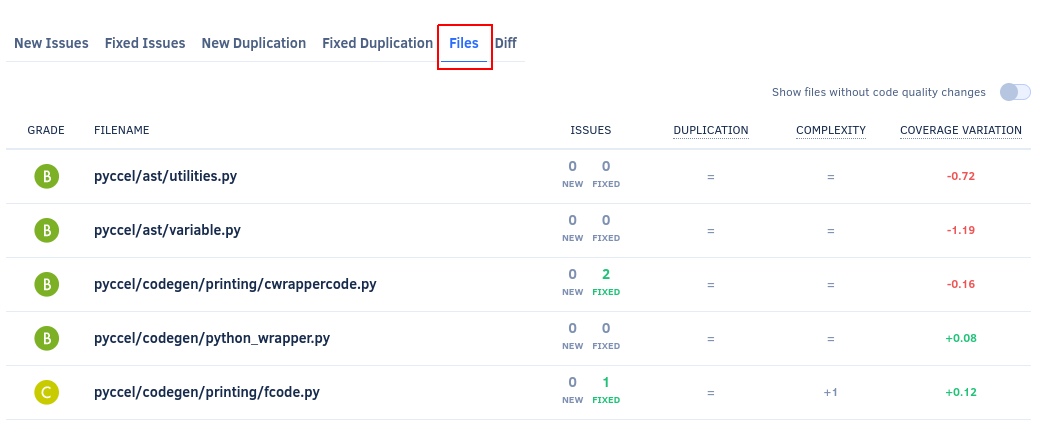 New Issues Fixed Issues New Duplication Fixed Duplication Files Diff
Show files without code quality changes
GRADE FILENAME ISSUES DUPLICATION COMPLEXITY COVERAGE VARIATION
B pyccel/ast/utilities.py 0 0 = = -0.72
NEW FIXED
B pyccel/ast/variable.py 0 0 = = -1.19
NEW FIXED
B pyccel/codegen/printing/cwrappercode.py 0 2 = = -0.16
NEW FIXED
B pyccel/codegen/python_wrapper.py 0 0 = = +0.08
NEW FIXED
C pyccel/codegen/printing/fcode.py 0 1 = +1 +0.12
NEW FIXED